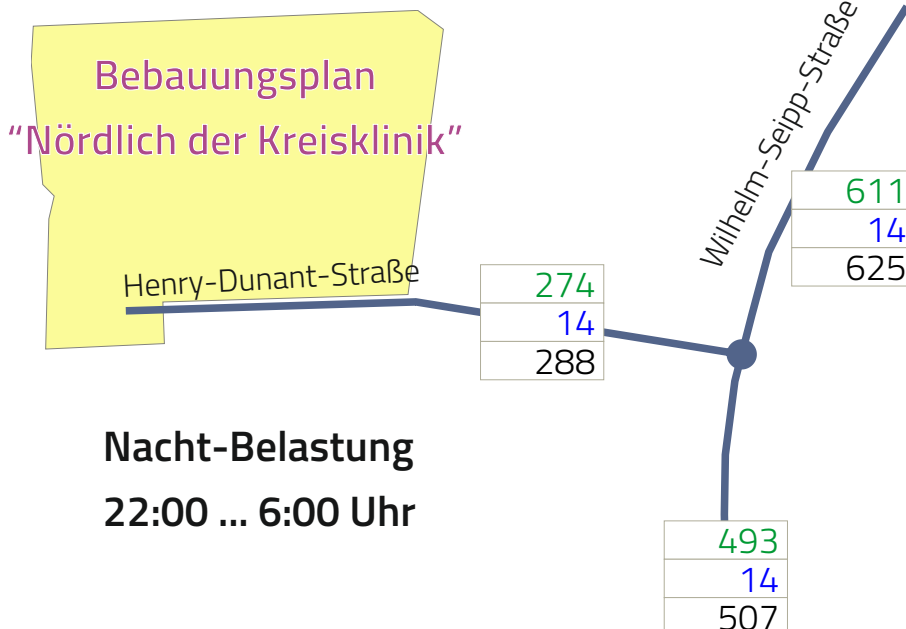 Bebauungsplan
“Nördlich der Kreisklinik”
Wilhelm-Seipp-Straße
611
14
625
Henry-Dunant-Straße
274
14
288
Nacht-Belastung
22:00 ... 6:00 Uhr
493
14
507